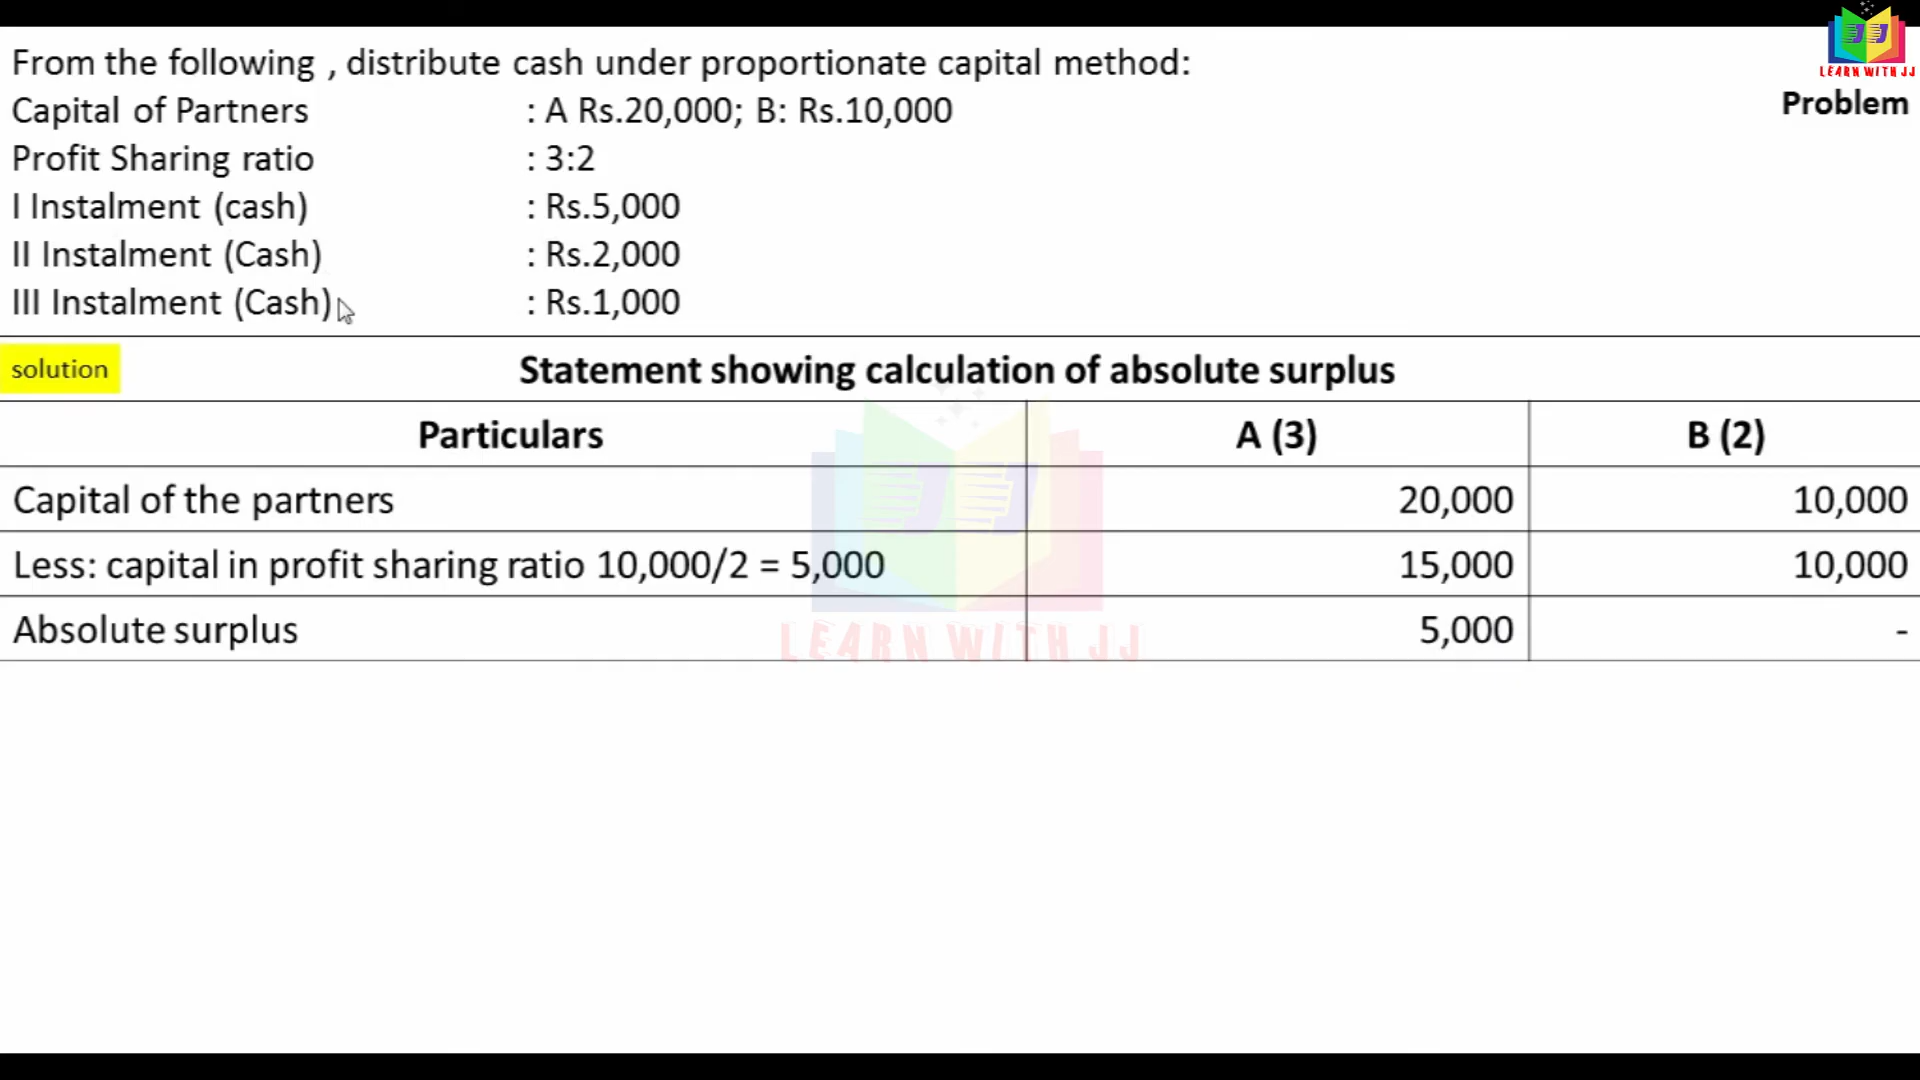 LEARN WITH JJ
From the following , distribute cash under proportionate capital method:
Problem
Capital of Partners : A Rs.20,000; B: Rs.10,000
Profit Sharing ratio : 3:2
I Instalment (cash) : Rs.5,000
II Instalment (Cash) : Rs.2,000
III Instalment (Cash) : Rs.1,000
solution Statement showing calculation of absolute surplus
Particulars A (3) B (2)
Capital of the partners 20,000 10,000
Less: capital in profit sharing ratio 10,000/2 = 5,000 15,000 10,000
Absolute surplus 5,000 -
LEARN WITH JJ